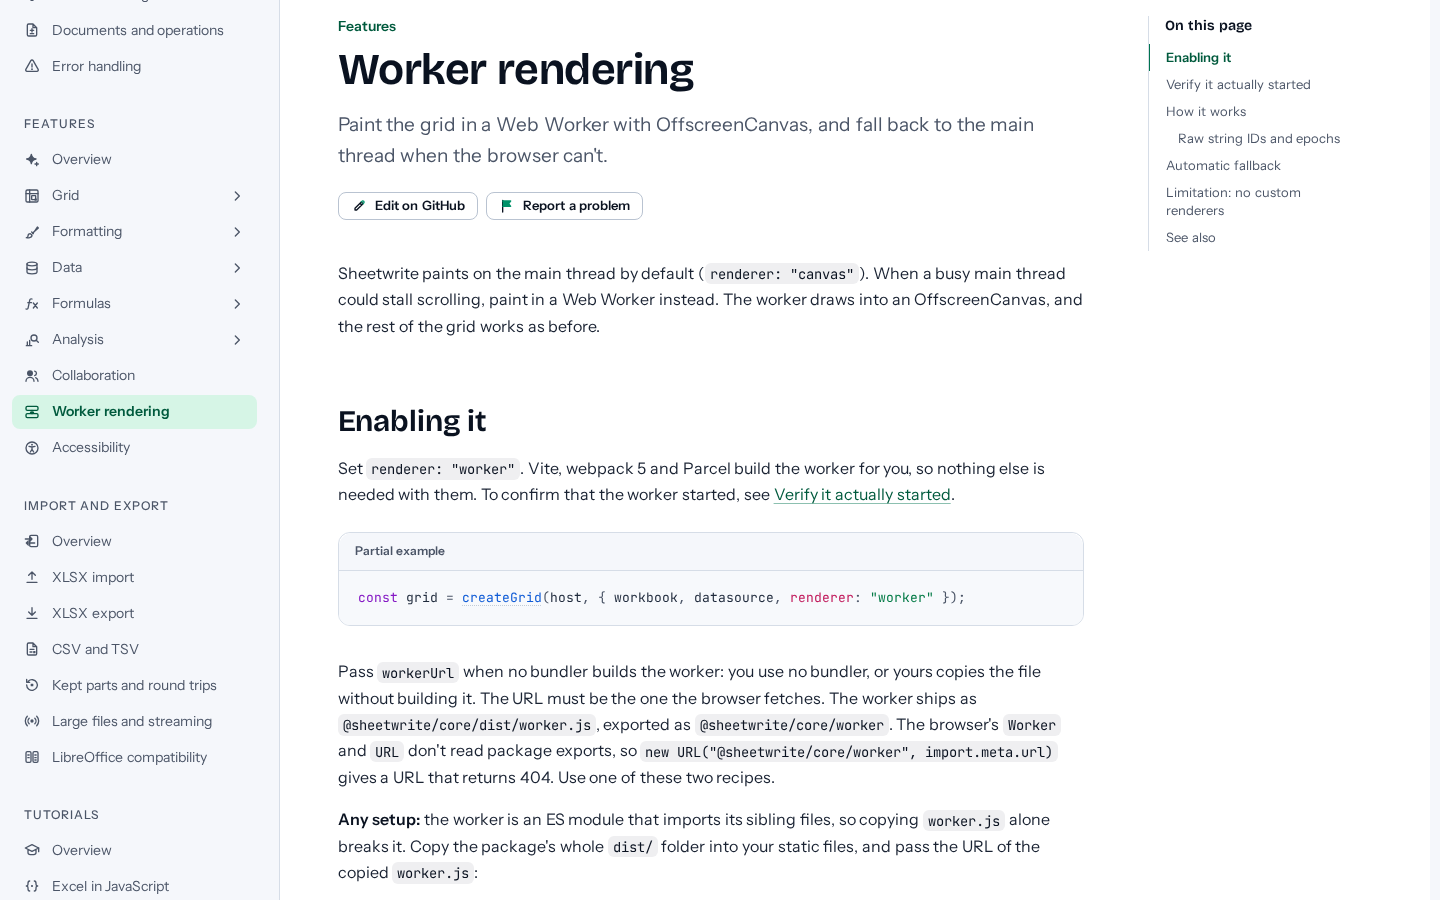 Documents and operations
Error handling
FEATURES
Overview
Grid
Formatting
Data
Formulas
Analysis
Collaboration
Worker rendering
Accessibility
IMPORT AND EXPORT
Overview
XLSX import
XLSX export
CSV and TSV
Kept parts and round trips
Large files and streaming
LibreOffice compatibility
TUTORIALS
Overview
Excel in JavaScript
Features
Worker rendering
Paint the grid in a Web Worker with OffscreenCanvas, and fall back to the main
thread when the browser can't.
Edit on GitHub
Report a problem
Sheetwrite paints on the main thread by default ( renderer: "canvas" ). When a busy main thread
could stall scrolling, paint in a Web Worker instead. The worker draws into an OffscreenCanvas, and
the rest of the grid works as before.
Enabling it
Set renderer: "worker" . Vite, webpack 5 and Parcel build the worker for you, so nothing else is
needed with them. To confirm that the worker started, see Verify it actually started.
Partial example
const grid = createGrid(host, { workbook, datasource, renderer: "worker" });
Pass workerUrl when no bundler builds the worker: you use no bundler, or yours copies the file
without building it. The URL must be the one the browser fetches. The worker ships as
@sheetwrite/core/dist/worker.js , exported as @sheetwrite/core/worker . The browser's Worker
and URL don't read package exports, so new URL("@sheetwrite/core/worker", import.meta.url)
gives a URL that returns 404. Use one of these two recipes.
Any setup: the worker is an ES module that imports its sibling files, so copying worker.js alone
breaks it. Copy the package's whole dist/ folder into your static files, and pass the URL of the
copied worker.js :
On this page
Enabling it
Verify it actually started
How it works
Raw string IDs and epochs
Automatic fallback
Limitation: no custom
renderers
See also